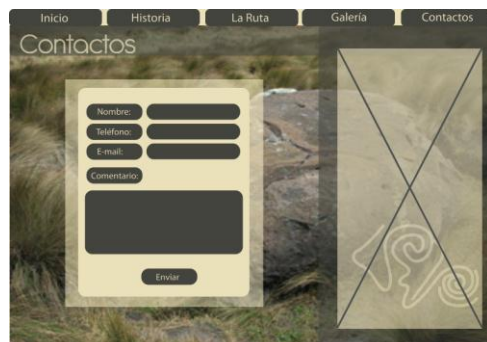 Inicio Historia La Ruta Galería Contactos
Contactos
Nombre:
Teléfono:
E-mail:
Comentario:
Enviar